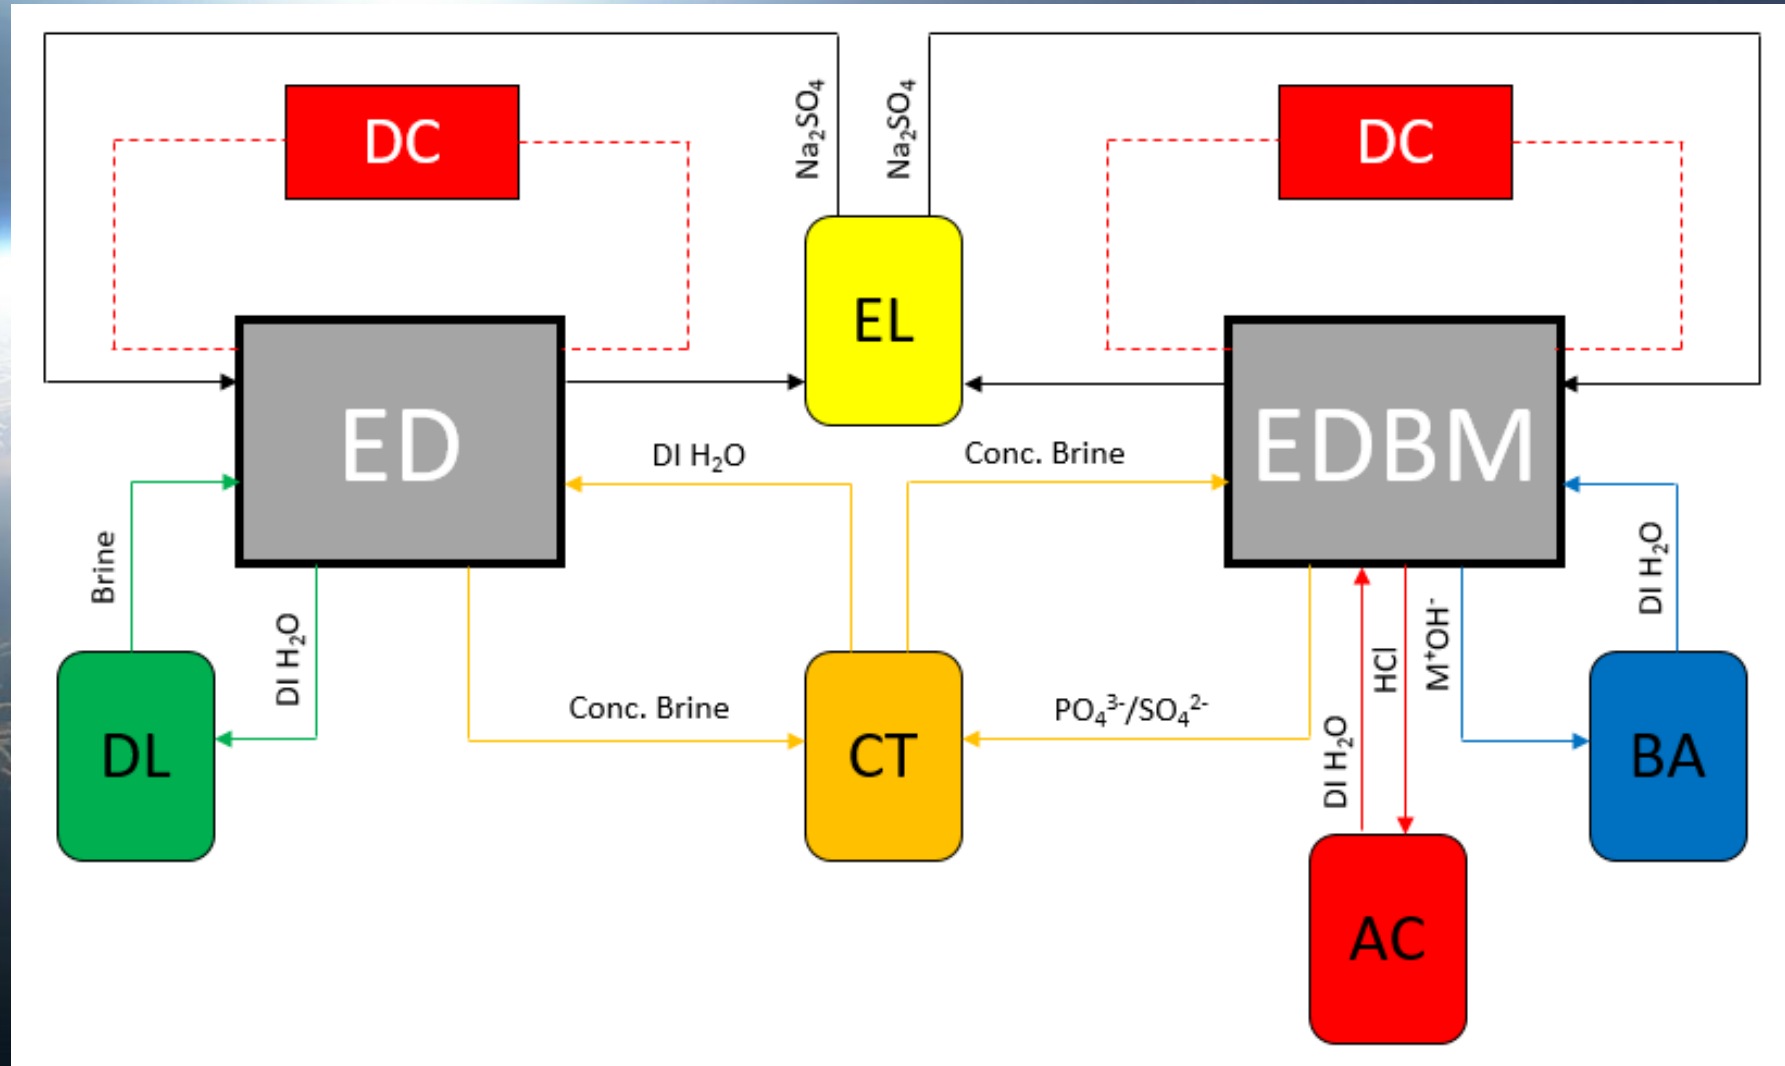 Na₂SO₄
Na₂SO₄
DC
DC
EL
ED
EDBM
DI H₂O
Conc. Brine
Brine
DI H₂O
DI H₂O
Conc. Brine
PO₄³⁻/SO₄²⁻
DI H₂O
HCl
M⁺OH⁻
DL
CT
BA
AC